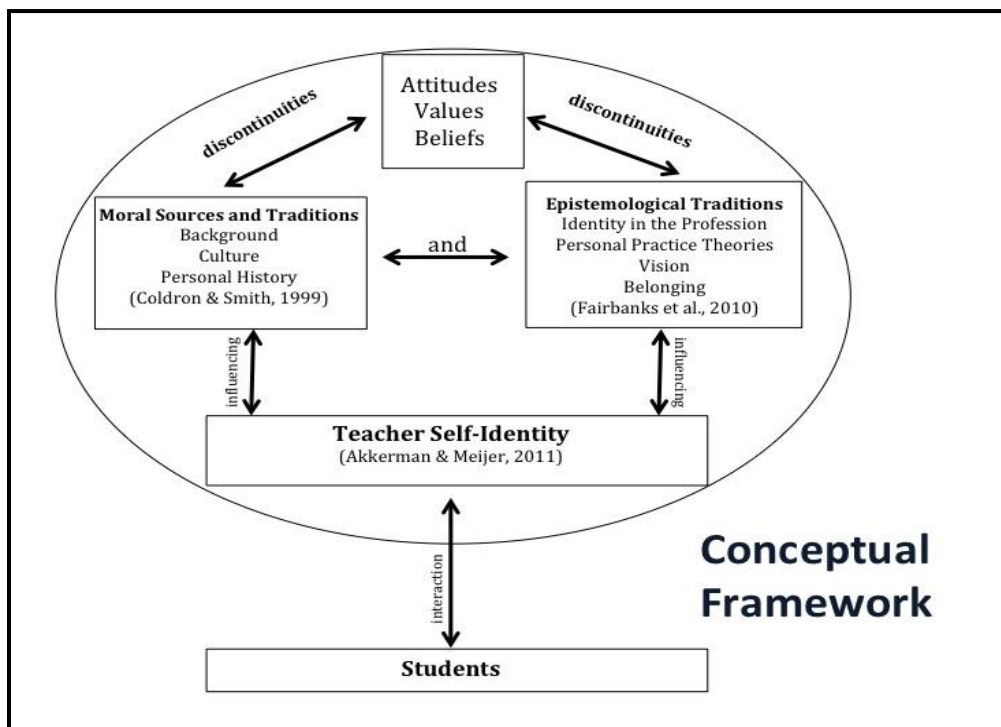 Attitudes
Values
Beliefs
discontinuities
discontinuities
Moral Sources and Traditions
Background
Culture
Personal History
(Coldron & Smith, 1999)
and
Epistemological Traditions
Identity in the Profession
Personal Practice Theories
Vision
Belonging
(Fairbanks et al., 2010)
influencing
influencing
Teacher Self-Identity
(Akkerman & Meijer, 2011)
interaction
Conceptual
Framework
Students